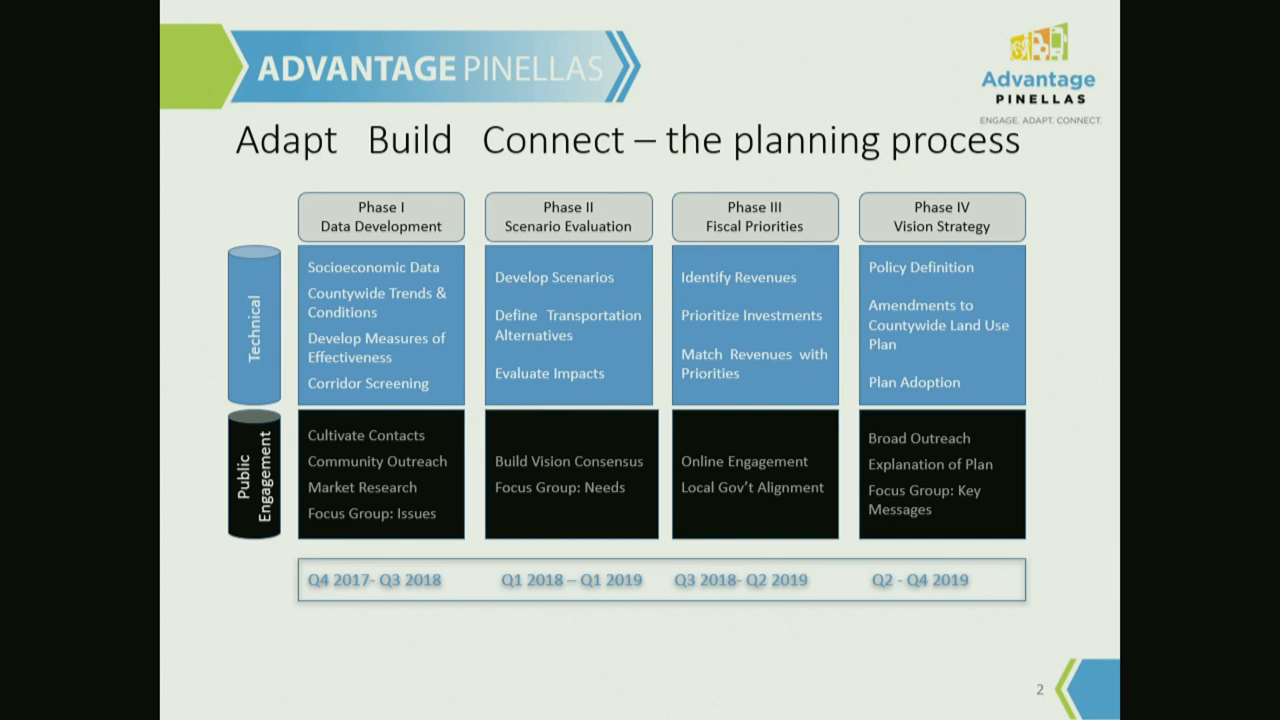 ADVANTAGE PINELLAS
Advantage
PINELLAS
ENGAGE. ADAPT. CONNECT.
Adapt Build Connect – the planning process
Phase I
Data Development
Phase II
Scenario Evaluation
Phase III
Fiscal Priorities
Phase IV
Vision Strategy
Technical
Socioeconomic Data
Countywide Trends &
Conditions
Develop Measures of
Effectiveness
Corridor Screening
Develop Scenarios
Define Transportation
Alternatives
Evaluate Impacts
Identify Revenues
Prioritize Investments
Match Revenues with
Priorities
Policy Definition
Amendments to
Countywide Land Use
Plan
Plan Adoption
Public
Engagement
Cultivate Contacts
Community Outreach
Market Research
Focus Group: Issues
Build Vision Consensus
Focus Group: Needs
Online Engagement
Local Gov't Alignment
Broad Outreach
Explanation of Plan
Focus Group: Key
Messages
Q4 2017- Q3 2018
Q1 2018 – Q1 2019
Q3 2018- Q2 2019
Q2 - Q4 2019
2